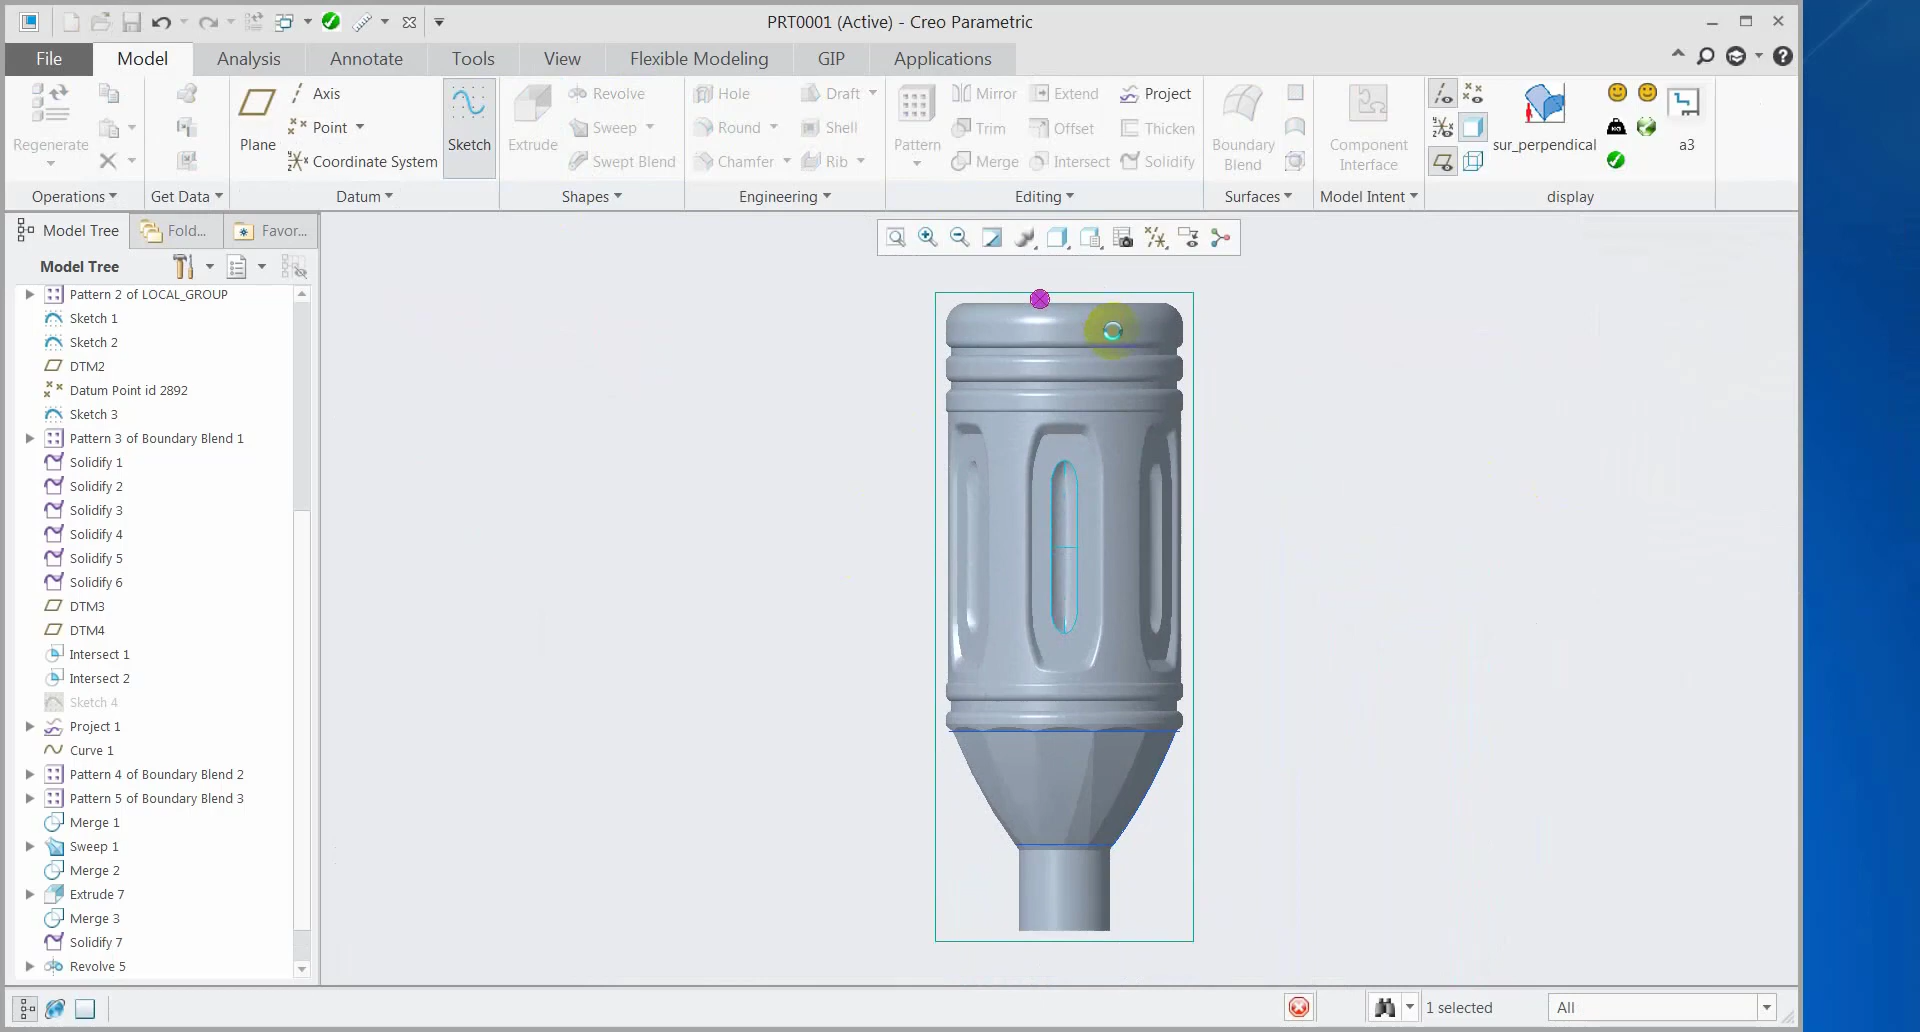 PRT0001 (Active) - Creo Parametric
File
Model
Analysis
Annotate
Tools
View
Flexible Modeling
GIP
Applications
Regenerate
Operations
Get Data
Plane
Axis
Point
Coordinate System
Sketch
Datum
Extrude
Revolve
Sweep
Swept Blend
Shapes
Hole
Round
Chamfer
Draft
Shell
Rib
Engineering
Pattern
Mirror
Trim
Merge
Extend
Offset
Intersect
Project
Thicken
Solidify
Editing
Boundary
Blend
Surfaces
Component
Interface
Model Intent
sur_perpendical
a3
display
Model Tree
Fold...
Favor...
Model Tree
Pattern 2 of LOCAL_GROUP
Sketch 1
Sketch 2
DTM2
Datum Point id 2892
Sketch 3
Pattern 3 of Boundary Blend 1
Solidify 1
Solidify 2
Solidify 3
Solidify 4
Solidify 5
Solidify 6
DTM3
DTM4
Intersect 1
Intersect 2
Sketch 4
Project 1
Curve 1
Pattern 4 of Boundary Blend 2
Pattern 5 of Boundary Blend 3
Merge 1
Sweep 1
Merge 2
Extrude 7
Merge 3
Solidify 7
Revolve 5
1 selected
All